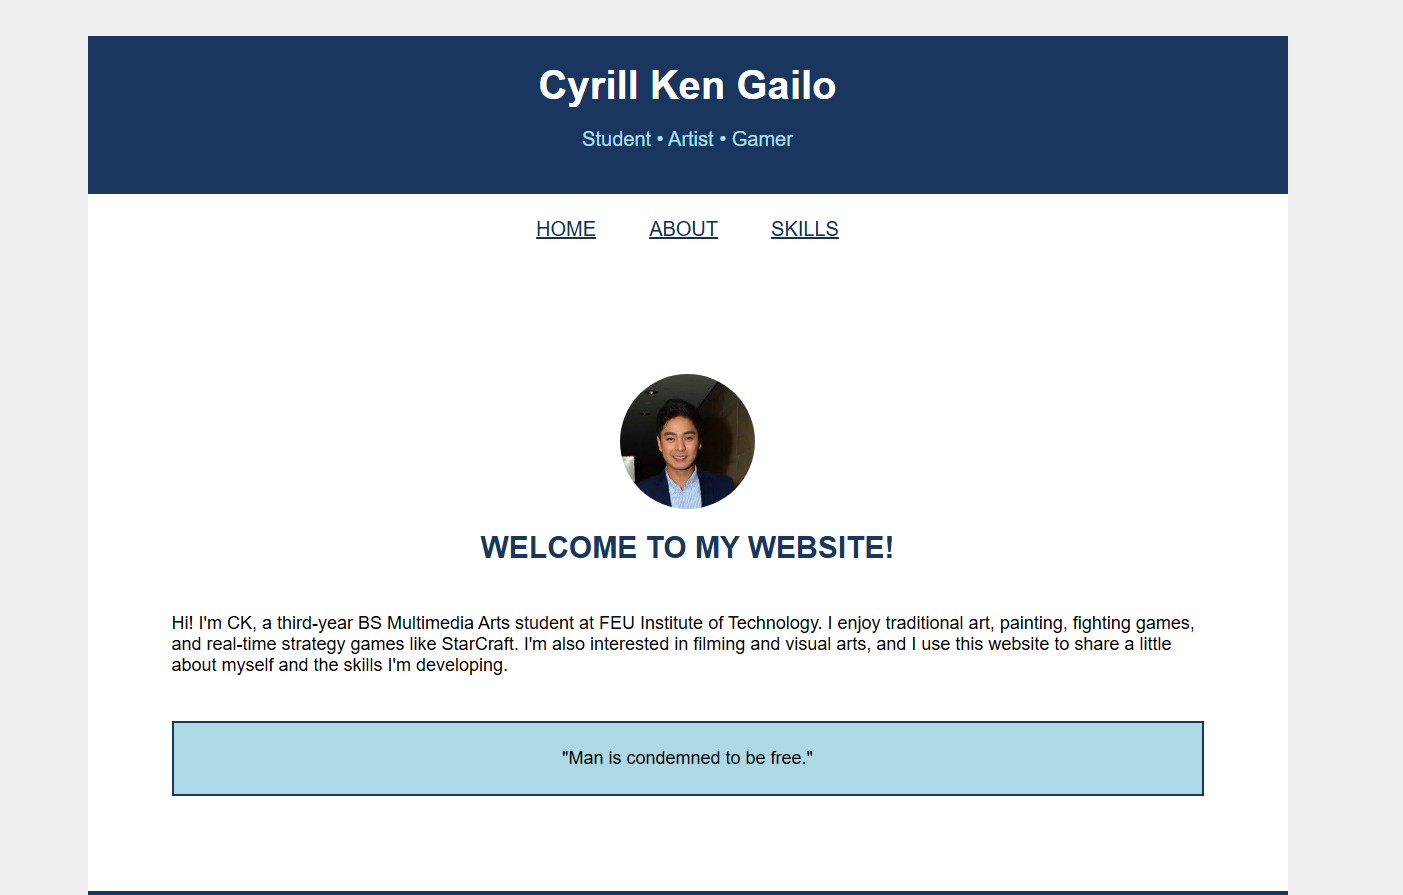 Cyrill Ken Gailo
Student • Artist • Gamer
HOME ABOUT SKILLS
WELCOME TO MY WEBSITE!
Hi! I'm CK, a third-year BS Multimedia Arts student at FEU Institute of Technology. I enjoy traditional art, painting, fighting games,
and real-time strategy games like StarCraft. I'm also interested in filming and visual arts, and I use this website to share a little
about myself and the skills I'm developing.
"Man is condemned to be free."